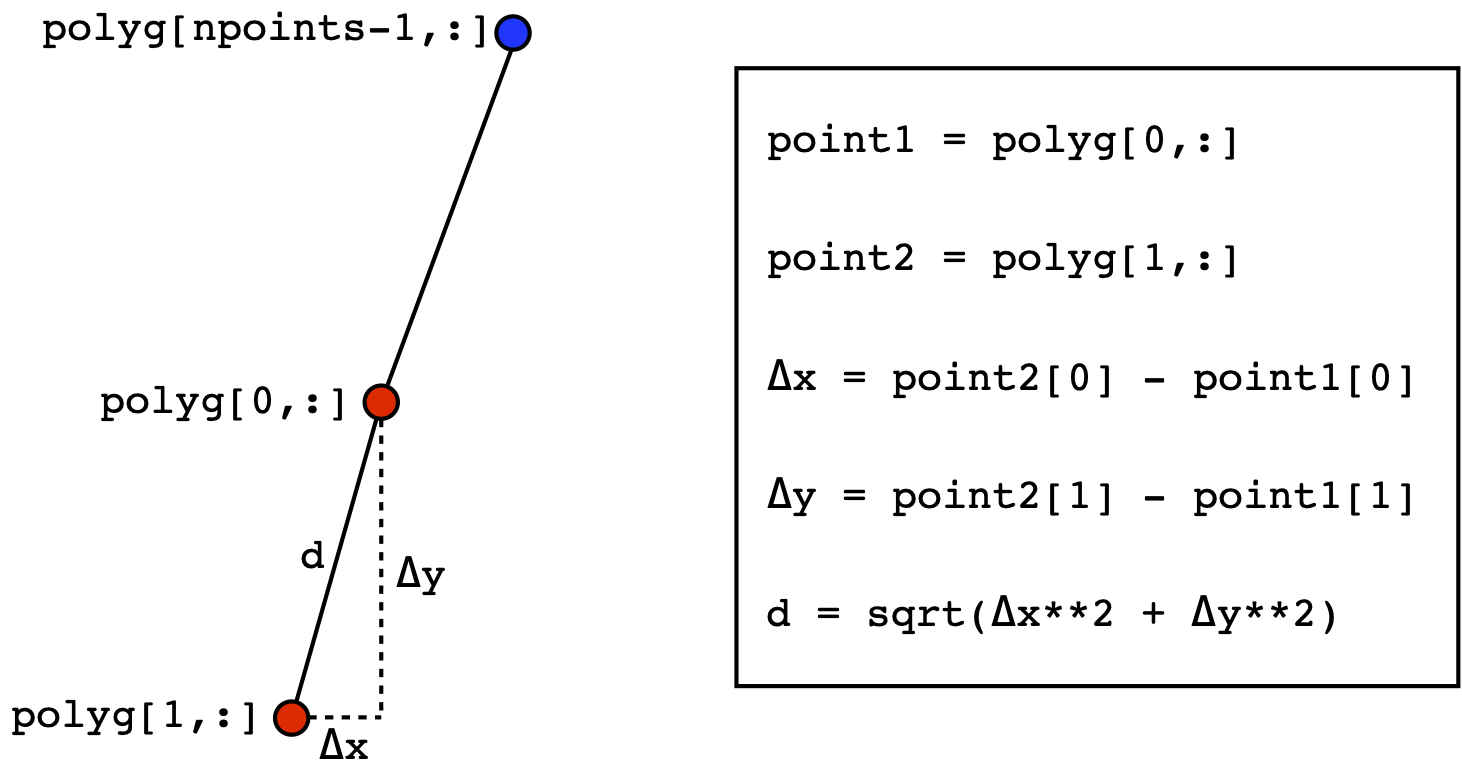 polyg[npoints-1,:]
polyg[0,:]
d
Δy
polyg[1,:]
Δx
point1 = polyg[0,:]
point2 = polyg[1,:]
Δx = point2[0] - point1[0]
Δy = point2[1] - point1[1]
d = sqrt(Δx**2 + Δy**2)